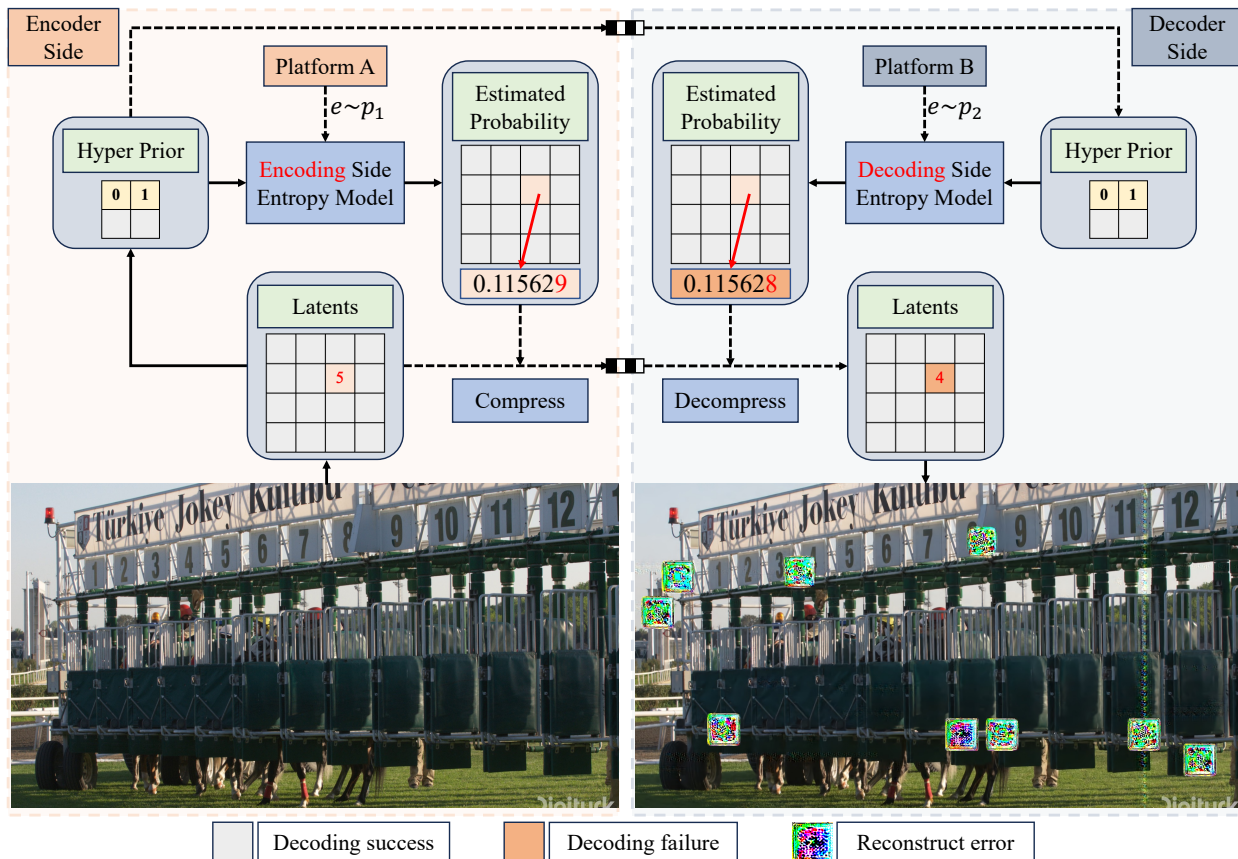 Encoder
Side
Decoder
Side
Platform A
Platform B
e~p₁
e~p₂
Hyper Prior
0 1
Encoding Side
Entropy Model
Estimated
Probability
0.115629
Estimated
Probability
0.115628
Decoding Side
Entropy Model
Hyper Prior
0 1
Latents
5
Compress
Decompress
Latents
4
Türkiye Jokey Kulübü
1 2 3 4 5 6 7 8 9 10 11 12
Digiturk
Türkiye Jokey Kulübü
1 2 3 4 5 6 7 8 9 10 11 12
Digiturk
Decoding success
Decoding failure
Reconstruct error